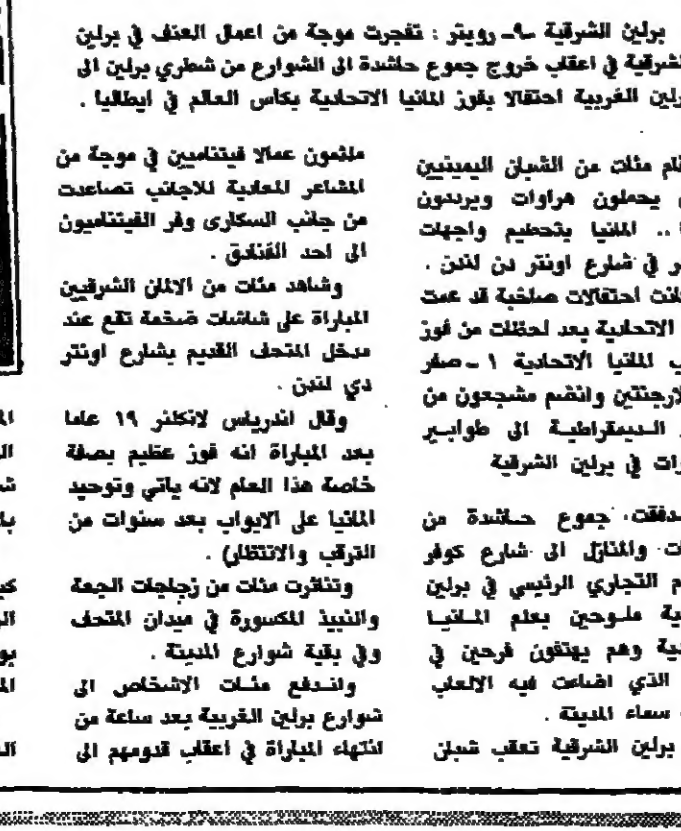 برلين الشرقية ـ٩ـ رويتر : تفجرت موجة من اعمال العنف في برلين
لشرقية في اعقاب خروج جموع حاشدة الى الشوارع من شطري برلين الى
رلين الغربية احتفالا بفوز المانيا الاتحادية بكاس العالم في ايطاليا .
مئات من الشبان اليمينيين
يحملون هراوات ويرددون
.. المانيا بتحطيم واجهات
في شارع اونتر دن لندن .
كانت احتفالات صاخبة قد عمت
الاتحادية بعد لحظات من فوز
المانيا الاتحادية ١ ـ صفر
لارجنتين وانضم مشجعون من
الديمقراطية الى طوابير
في برلين الشرقية
جموع حاشدة من
والمنازل الى شارع كوفر
التجاري الرئيسي في برلين
ملوحين بعلم المانيا
وهم يهتفون فرحين في
الذي اضاءت فيه الالعاب
سماء المدينة .
برلين الشرقية تعقب شبان
ملثمون عمالا فيتناميين في موجة من
المشاعر المعادية للاجانب تصاعدت
من جانب السكارى وفر الفيتناميون
الى احد الفنادق .
وشاهد مئات من الالمان الشرقيين
المباراة على شاشات ضخمة تقع عند
مدخل المتحف القديم بشارع اونتر
دي لندن .
وقال اندرياس لانكلنر ١٩ عاما
بعد المباراة انه فوز عظيم بصفة
خاصة هذا العام لانه ياتي وتوحيد
المانيا على الابواب بعد سنوات من
الترقب والانتظار) .
وتناثرت مئات من زجاجات الجعة
والنبيذ المكسورة في ميدان المتحف
وفي بقية شوارع المدينة .
واندفع مئات الاشخاص الى
شوارع برلين الغربية بعد ساعة من
انتهاء المباراة في اعقاب قدومهم الى